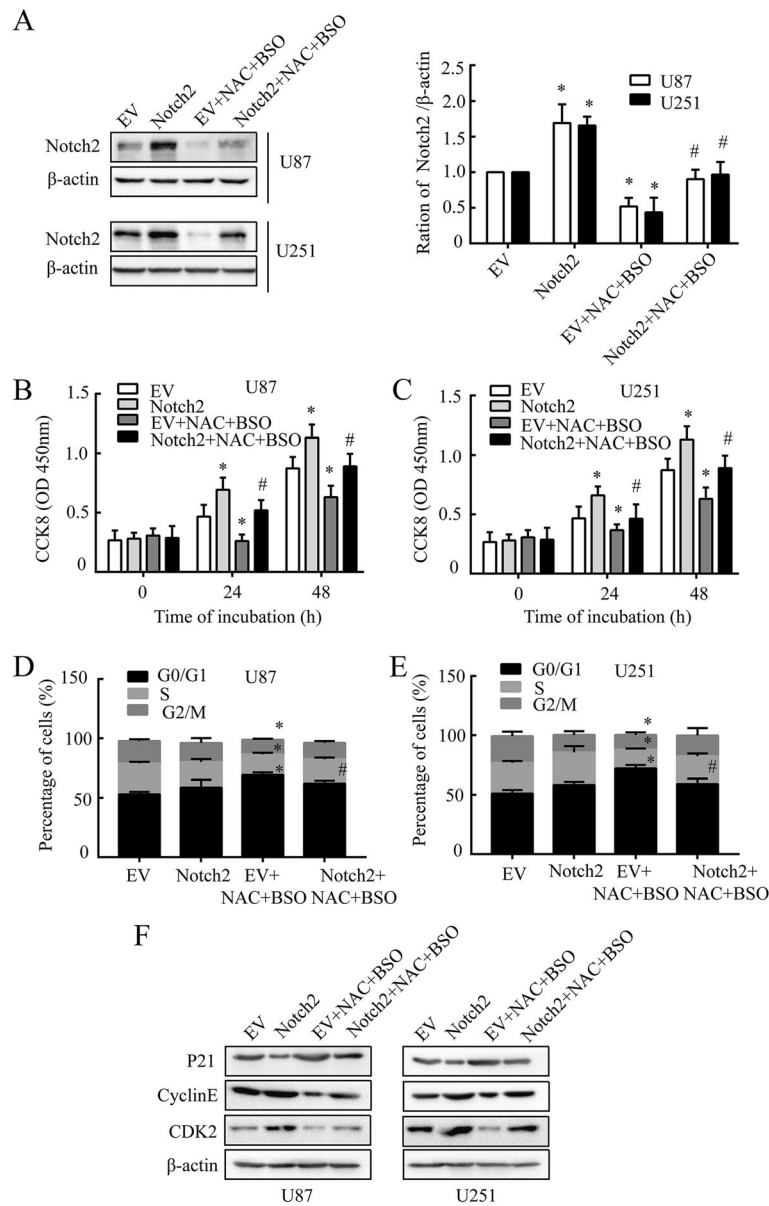 A
EV
Notch2
EV+NAC+BSO
Notch2+NAC+BSO
Notch2
β-actin
U87
Notch2
β-actin
U251
Ration of Notch2 /β-actin
2.5
2.0
1.5
1.0
0.5
0
U87
U251
* * * * # #
EV
Notch2
EV+NAC+BSO
Notch2+NAC+BSO
B
U87
EV
Notch2
EV+NAC+BSO
Notch2+NAC+BSO
CCK8 (OD 450nm)
1.5
1.0
0.5
0
* * # * * #
0 24 48
Time of incubation (h)
C
U251
EV
Notch2
EV+NAC+BSO
Notch2+NAC+BSO
CCK8 (OD 450nm)
1.5
1.0
0.5
0
* * # * * #
0 24 48
Time of incubation (h)
D
U87
G0/G1
S
G2/M
Percentage of cells (%)
150
100
50
0
*
*
*
#
EV Notch2 EV+ Notch2+
NAC+BSO NAC+BSO
E
U251
G0/G1
S
G2/M
Percentage of cells (%)
150
100
50
0
*
*
*
#
EV Notch2 EV+ Notch2+
NAC+BSO NAC+BSO
F
EV
Notch2
EV+NAC+BSO
Notch2+NAC+BSO
EV
Notch2
EV+NAC+BSO
Notch2+NAC+BSO
P21
CyclinE
CDK2
β-actin
U87 U251